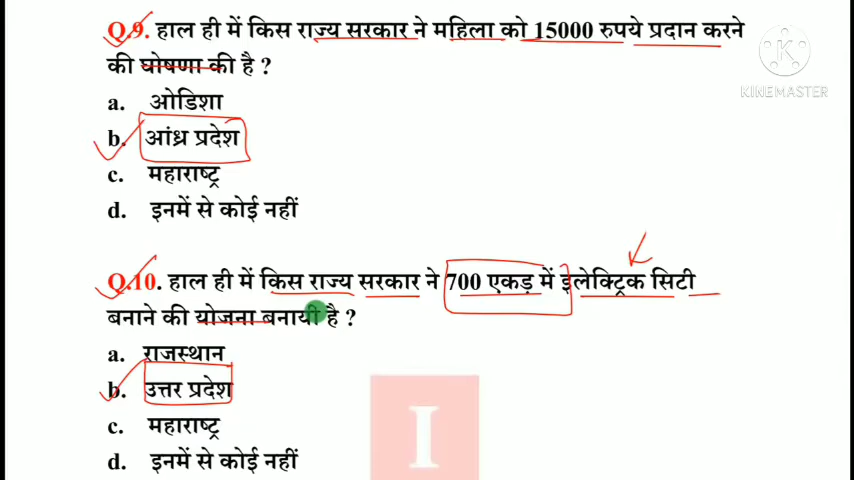 Q.9. हाल ही में किस राज्य सरकार ने महिला को 15000 रुपये प्रदान करने
की घोषणा की है ?
a. ओडिशा
b. आंध्र प्रदेश
c. महाराष्ट्र
d. इनमें से कोई नहीं
K
KINEMASTER
Q.10. हाल ही में किस राज्य सरकार ने 700 एकड़ में इलेक्ट्रिक सिटी
बनाने की योजना बनायी है ?
a. राजस्थान
b. उत्तर प्रदेश
c. महाराष्ट्र
d. इनमें से कोई नहीं
I